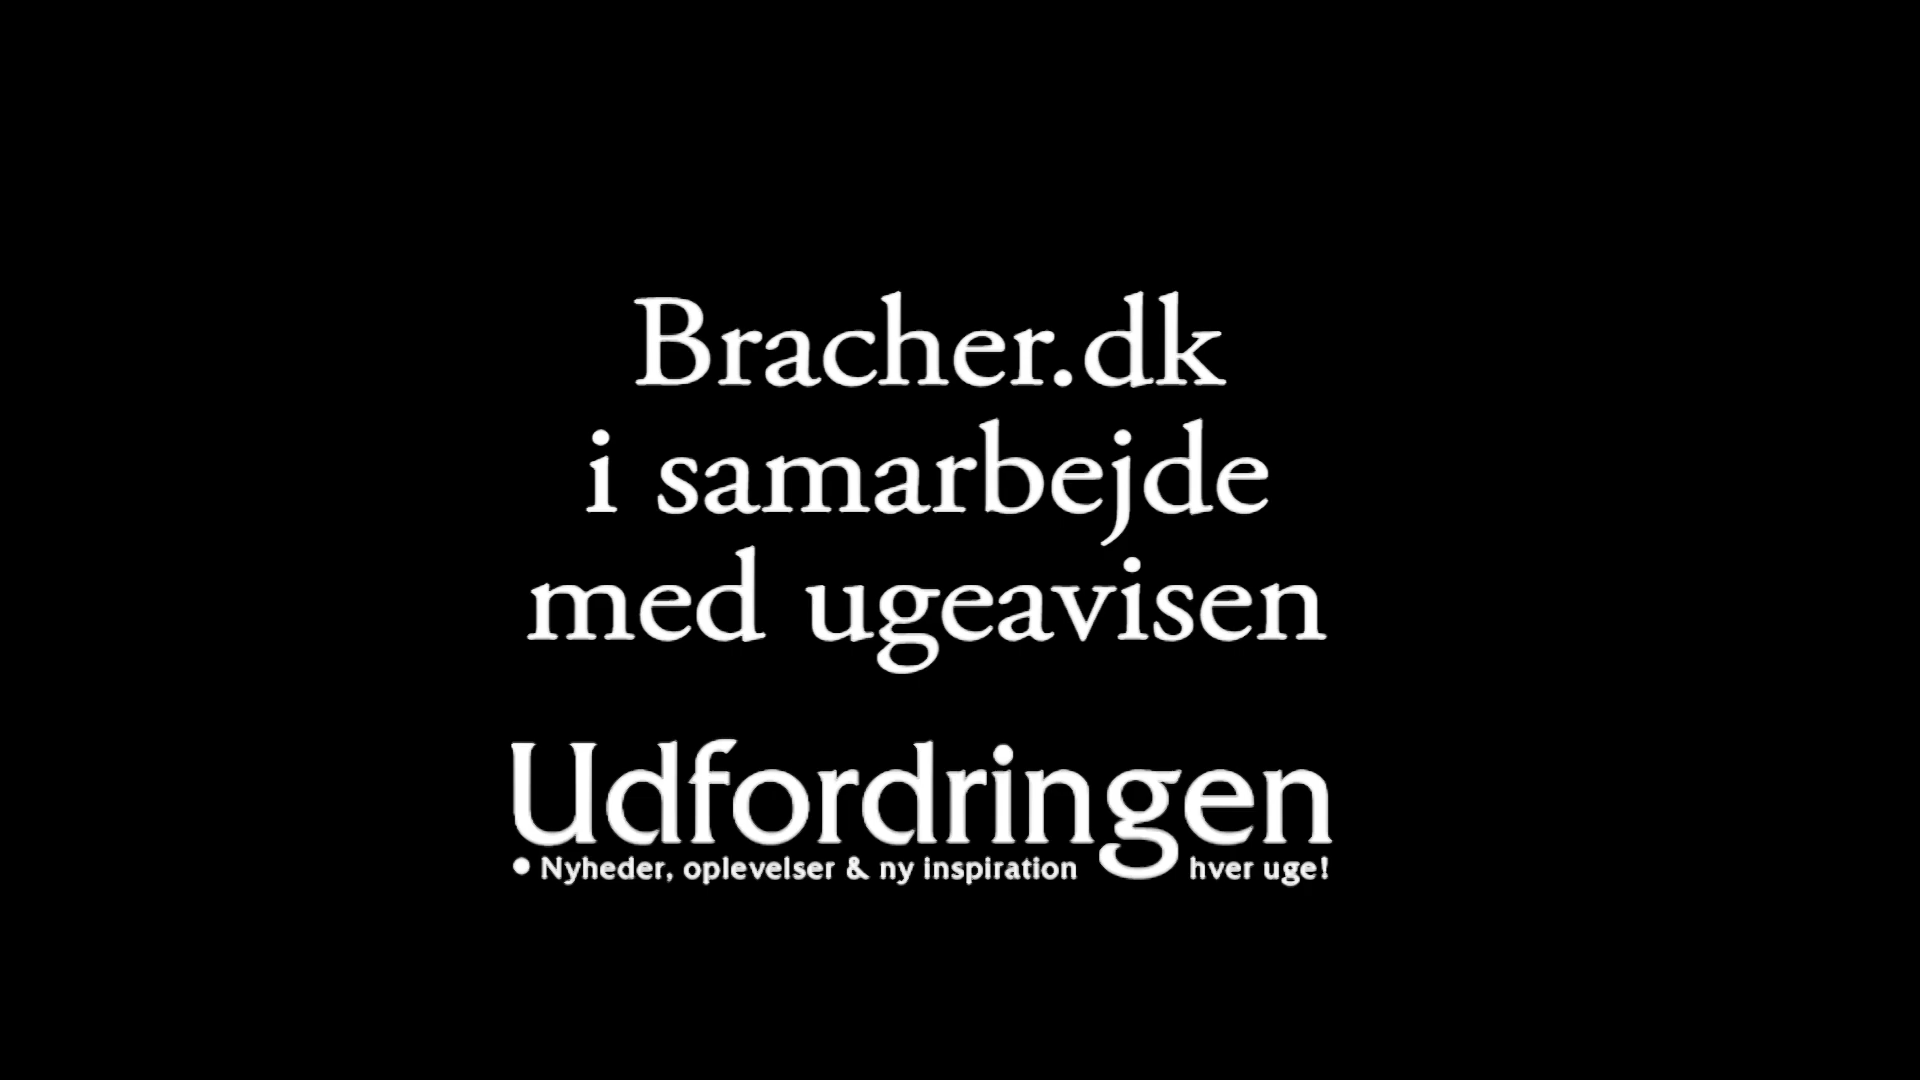 Bracher.dk
i samarbejde
med ugeavisen
Udfordringen
• Nyheder, oplevelser & ny inspiration hver uge!